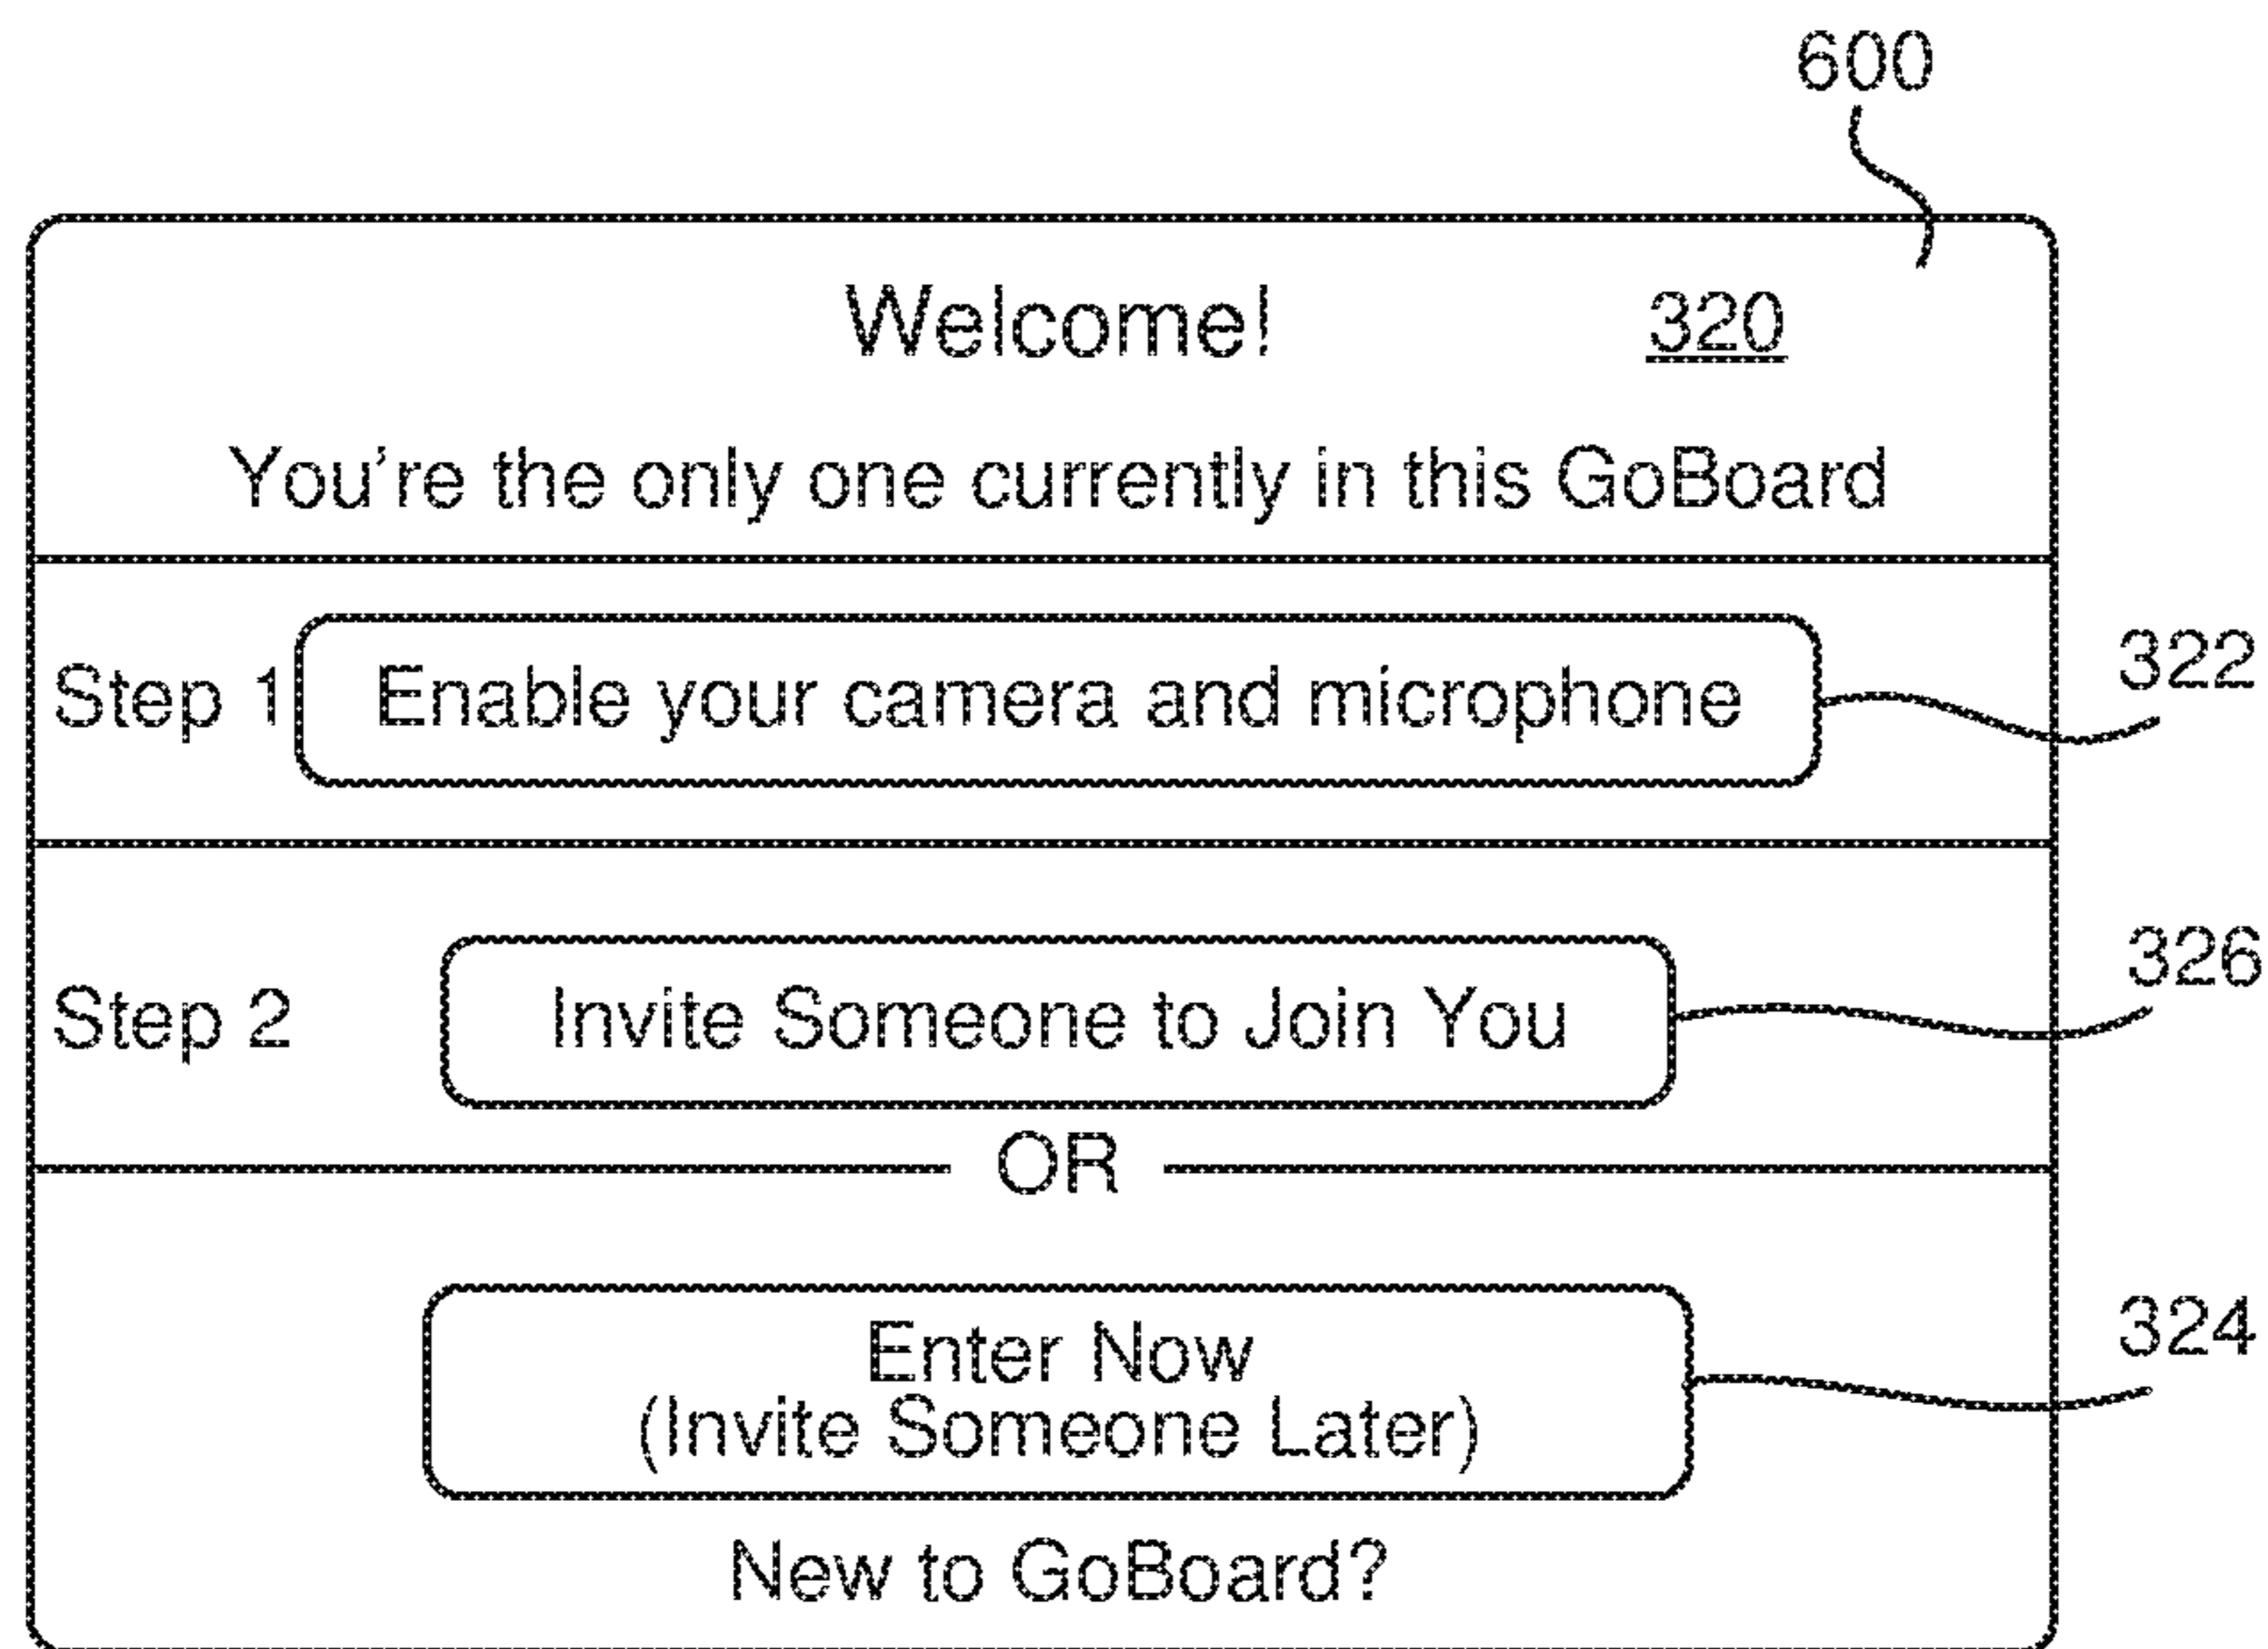 600
Welcome! 320
You're the only one currently in this GoBoard
Step 1 Enable your camera and microphone 322
Step 2 Invite Someone to Join You 326
OR
Enter Now 324
(Invite Someone Later)
New to GoBoard?